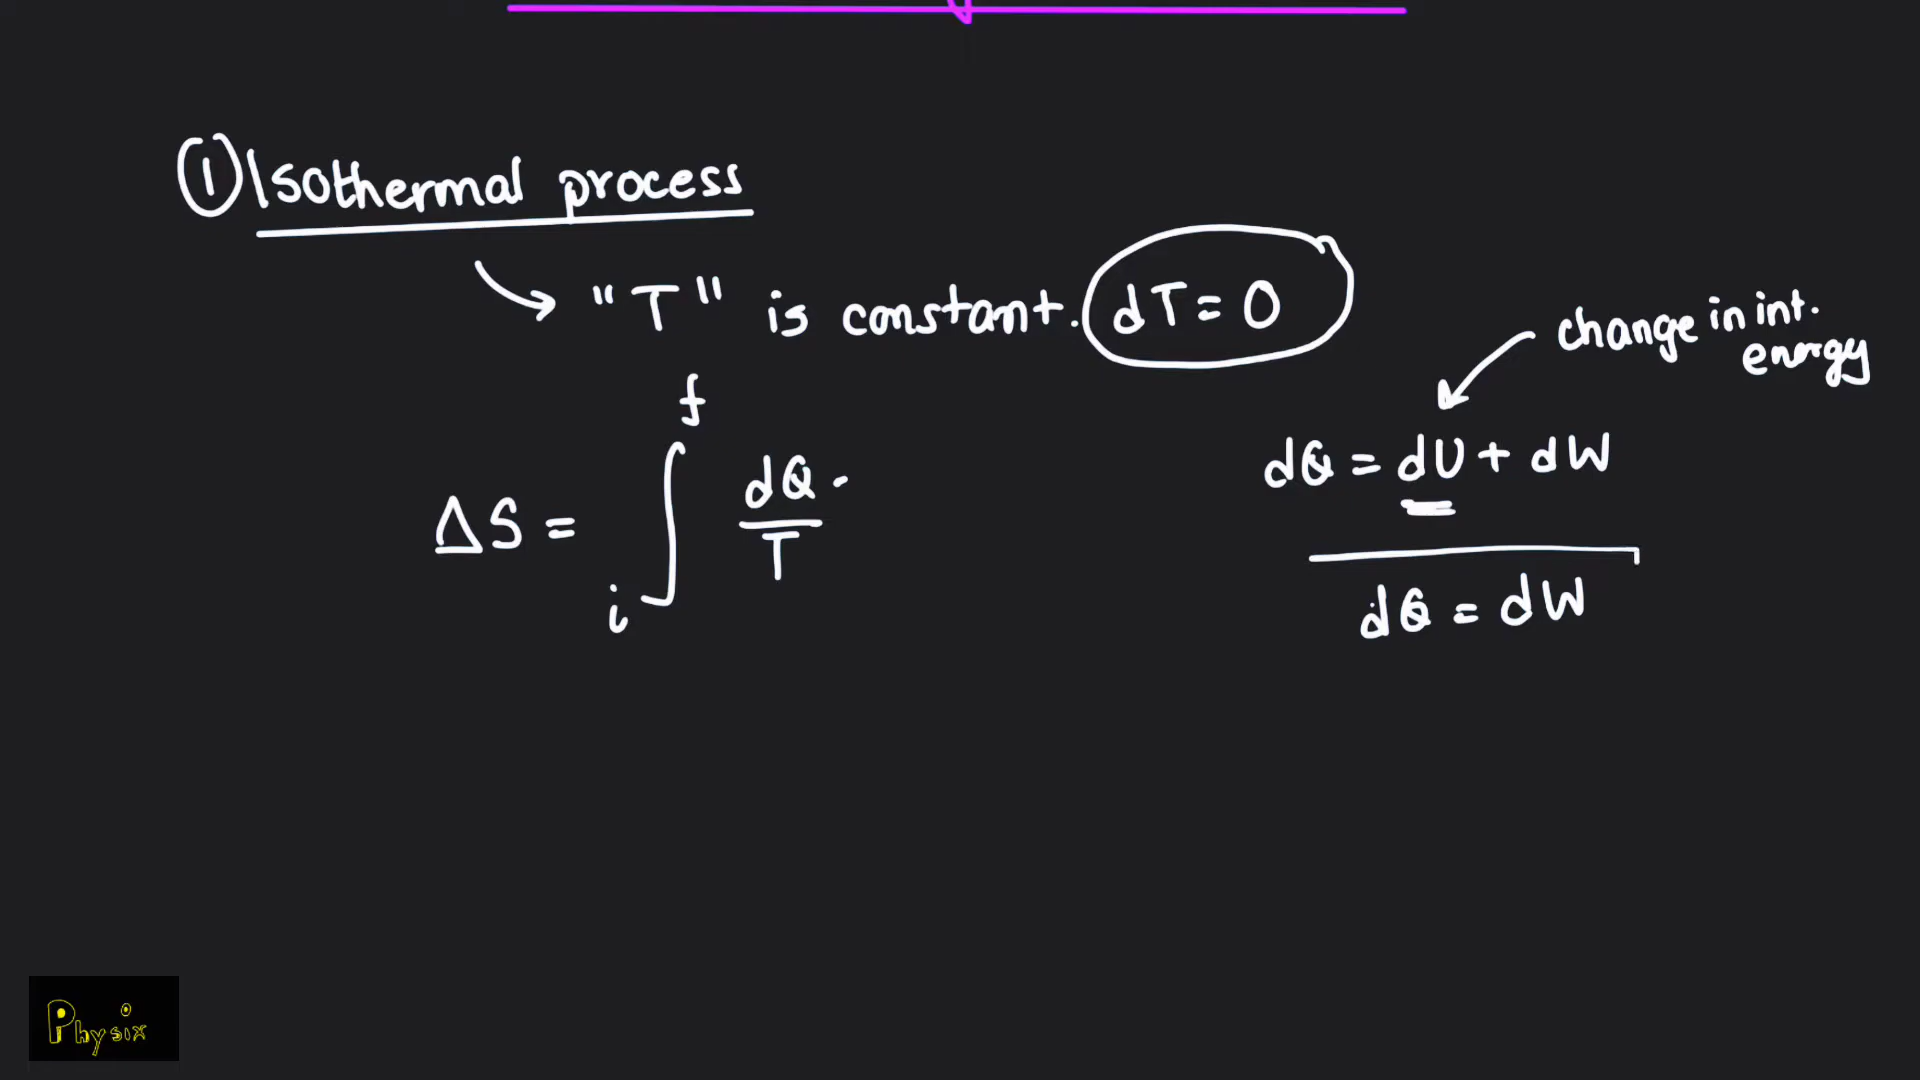 ① Isothermal process
"T" is constant. dT = 0
change in int. energy
dQ = dU + dW
ΔS = ∫ᵢᶠ dQ/T
dQ = dW
Physix